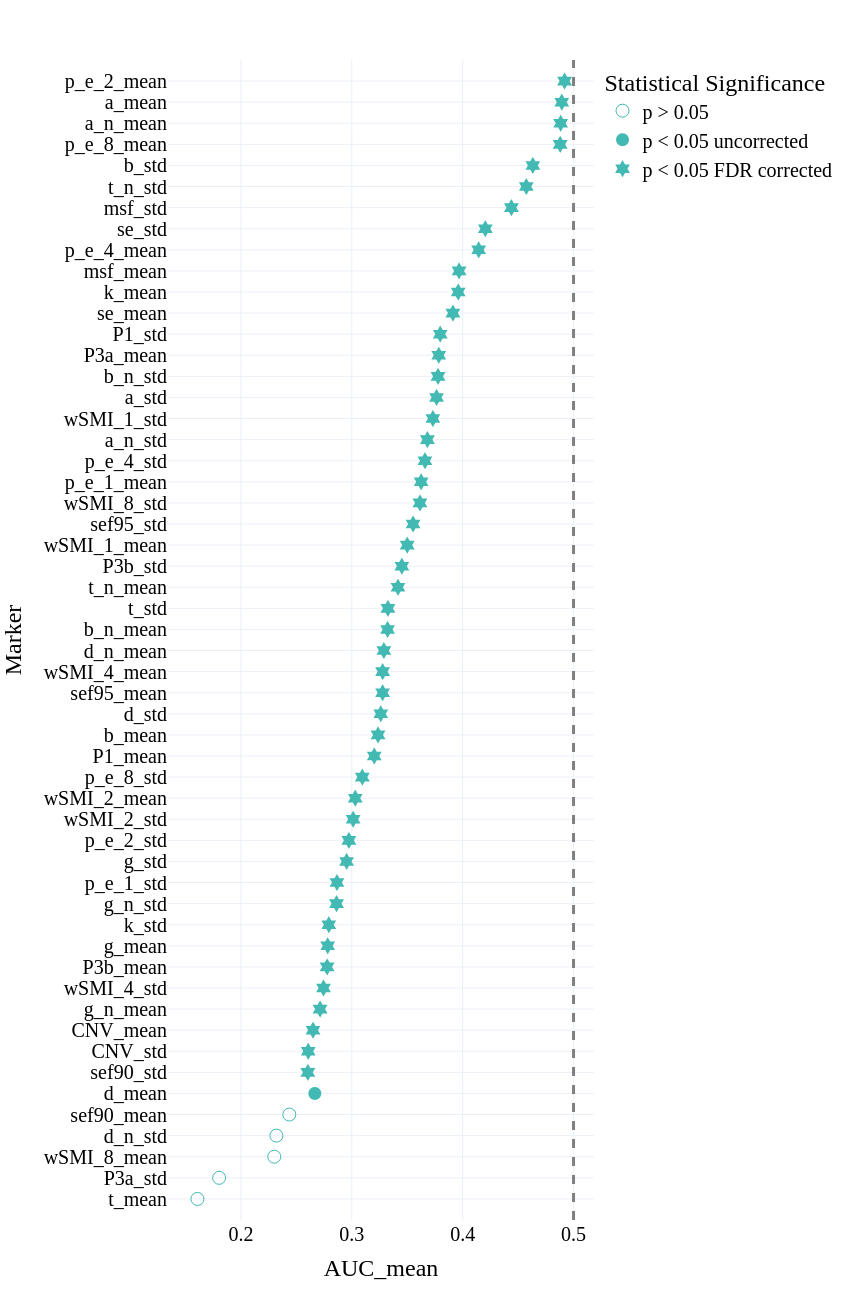 Statistical Significance
p > 0.05
p < 0.05 uncorrected
p < 0.05 FDR corrected
Marker
p_e_2_mean
a_mean
a_n_mean
p_e_8_mean
b_std
t_n_std
msf_std
se_std
p_e_4_mean
msf_mean
k_mean
se_mean
P1_std
P3a_mean
b_n_std
a_std
wSMI_1_std
a_n_std
p_e_4_std
p_e_1_mean
wSMI_8_std
sef95_std
wSMI_1_mean
P3b_std
t_n_mean
t_std
b_n_mean
d_n_mean
wSMI_4_mean
sef95_mean
d_std
b_mean
P1_mean
p_e_8_std
wSMI_2_mean
wSMI_2_std
p_e_2_std
g_std
p_e_1_std
g_n_std
k_std
g_mean
P3b_mean
wSMI_4_std
g_n_mean
CNV_mean
CNV_std
sef90_std
d_mean
sef90_mean
d_n_std
wSMI_8_mean
P3a_std
t_mean
0.2 0.3 0.4 0.5
AUC_mean